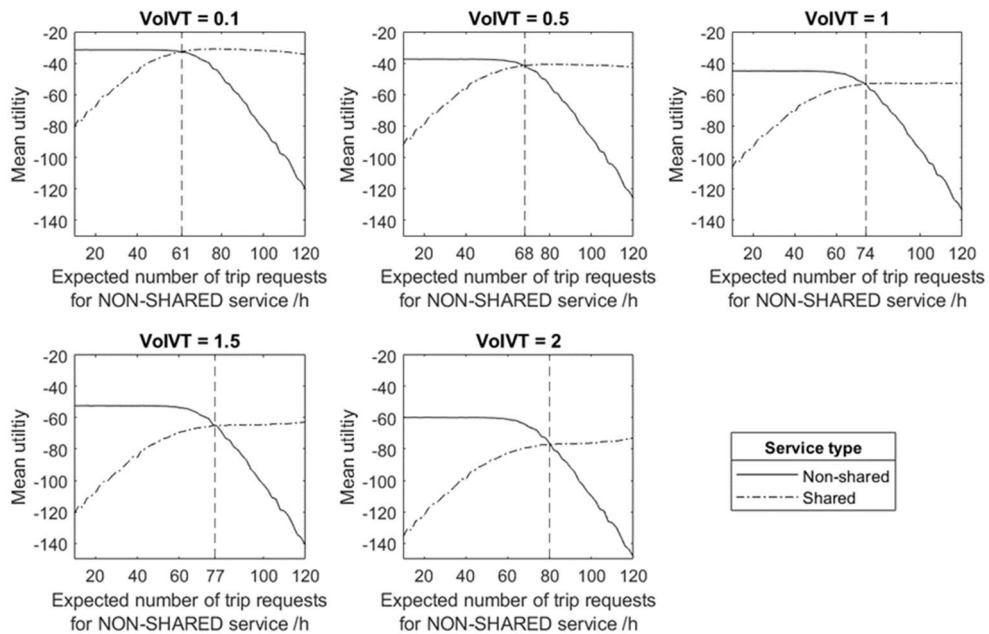 VoIVT = 0.1
-20
-40
-60
-80
-100
-120
-140
Mean utiltiy
20 40 61 80 100 120
Expected number of trip requests
for NON-SHARED service /h
VoIVT = 0.5
-20
-40
-60
-80
-100
-120
-140
Mean utiltiy
20 40 68 80 100 120
Expected number of trip requests
for NON-SHARED service /h
VoIVT = 1
-20
-40
-60
-80
-100
-120
-140
Mean utiltiy
20 40 60 74 100 120
Expected number of trip requests
for NON-SHARED service /h
VoIVT = 1.5
-20
-40
-60
-80
-100
-120
-140
Mean utiltiy
20 40 60 77 100 120
Expected number of trip requests
for NON-SHARED service /h
VoIVT = 2
-20
-40
-60
-80
-100
-120
-140
Mean utiltiy
20 40 60 80 100 120
Expected number of trip requests
for NON-SHARED service /h
Service type
Non-shared
Shared